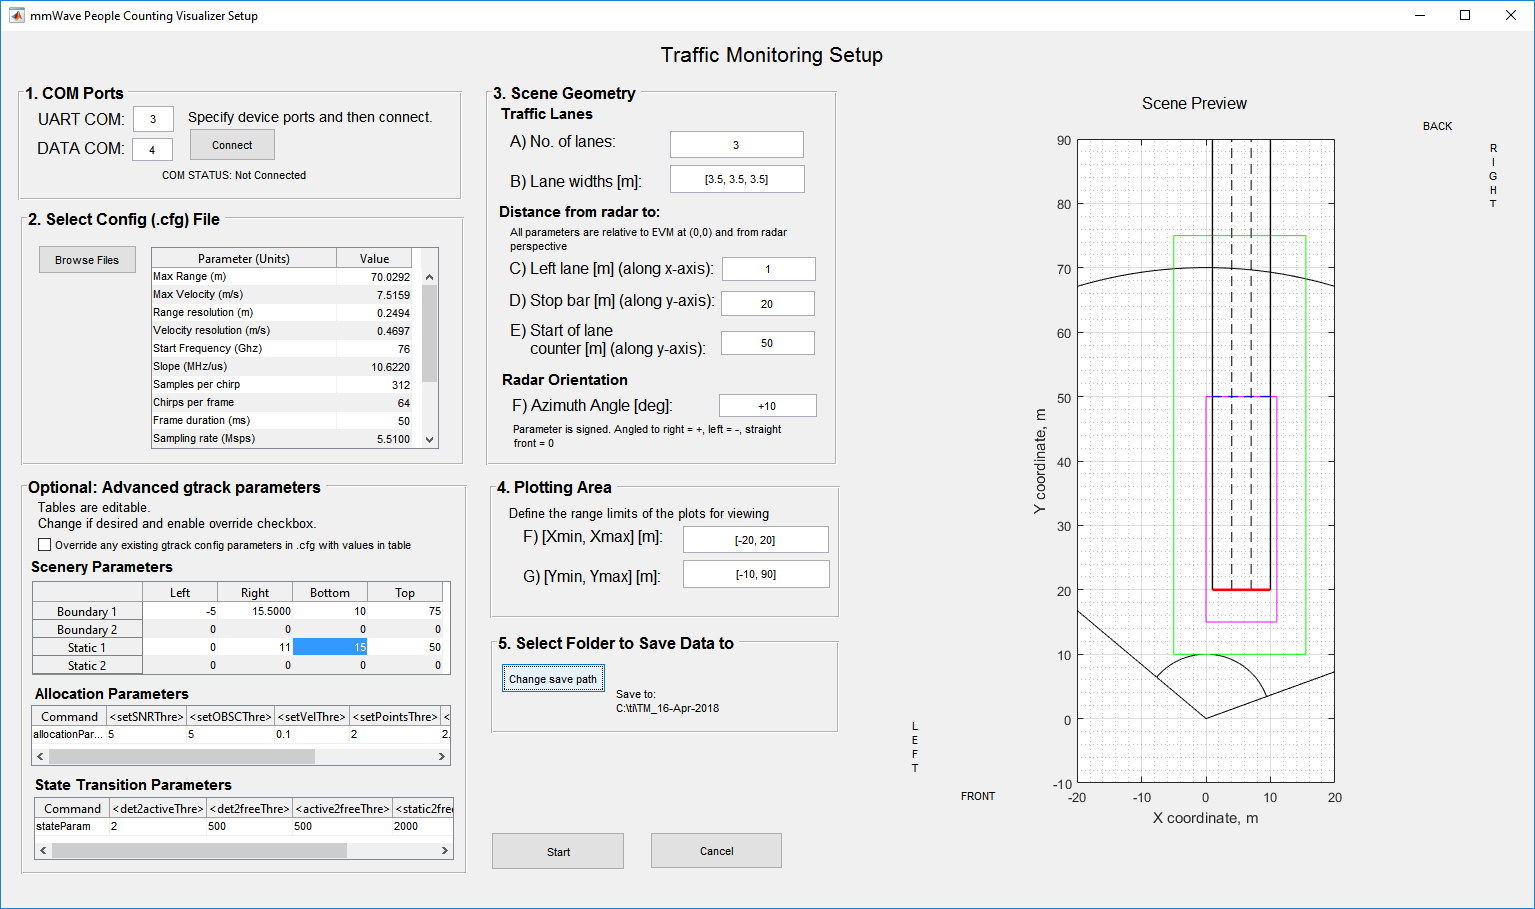 mmWave People Counting Visualizer Setup
Traffic Monitoring Setup
1. COM Ports
UART COM: 3 Specify device ports and then connect.
DATA COM: 4 Connect
COM STATUS: Not Connected
2. Select Config (.cfg) File
Browse Files
Parameter (Units) Value
Max Range (m) 70.0292
Max Velocity (m/s) 7.5159
Range resolution (m) 0.2494
Velocity resolution (m/s) 0.4697
Start Frequency (Ghz) 76
Slope (MHz/us) 10.6220
Samples per chirp 312
Chirps per frame 64
Frame duration (ms) 50
Sampling rate (Msps) 5.5100
Optional: Advanced gtrack parameters
Tables are editable.
Change if desired and enable override checkbox.
Override any existing gtrack config parameters in .cfg with values in table
Scenery Parameters
Left Right Bottom Top
Boundary 1 -5 15.5000 10 75
Boundary 2 0 0 0 0
Static 1 0 11 15 50
Static 2 0 0 0 0
Allocation Parameters
Command <setSNRThre> <setOBSCThre> <setVelThre> <setPointsThre> <
allocationPar... 5 5 0.1 2 2.
State Transition Parameters
Command <det2activeThre> <det2freeThre> <active2freeThre> <static2fre
stateParam 2 500 500 2000
3. Scene Geometry
Traffic Lanes
A) No. of lanes: 3
B) Lane widths [m]: [3.5, 3.5, 3.5]
Distance from radar to:
All parameters are relative to EVM at (0,0) and from radar
perspective
C) Left lane [m] (along x-axis): 1
D) Stop bar [m] (along y-axis): 20
E) Start of lane
counter [m] (along y-axis): 50
Radar Orientation
F) Azimuth Angle [deg]: +10
Parameter is signed. Angled to right = +, left = -, straight
front = 0
4. Plotting Area
Define the range limits of the plots for viewing
F) [Xmin, Xmax] [m]: [-20, 20]
G) [Ymin, Ymax] [m]: [-10, 90]
5. Select Folder to Save Data to
Change save path
Save to:
C:\ti\TM_16-Apr-2018
Start Cancel
Scene Preview
BACK
RIGHT
LEFT
FRONT
90
80
70
60
50
40
30
20
10
0
-10
Y coordinate, m
-20 -10 0 10 20
X coordinate, m